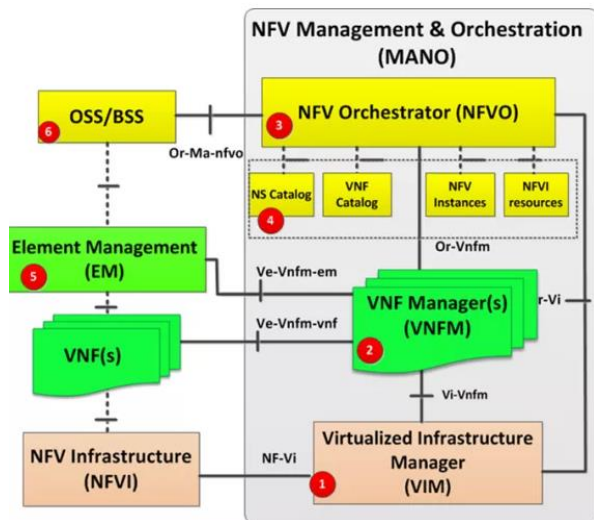 NFV Management & Orchestration
(MANO)
OSS/BSS
6
Or-Ma-nfvo
NFV Orchestrator (NFVO)
3
NS Catalog
4
VNF
Catalog
NFV
Instances
NFVI
resources
Or-Vnfm
Element Management
(EM)
5
Ve-Vnfm-em
VNF Manager(s)
(VNFM)
2
r-Vi
VNF(s)
Ve-Vnfm-vnf
Vi-Vnfm
NFV Infrastructure
(NFVI)
NF-Vi
Virtualized Infrastructure
Manager
(VIM)
1